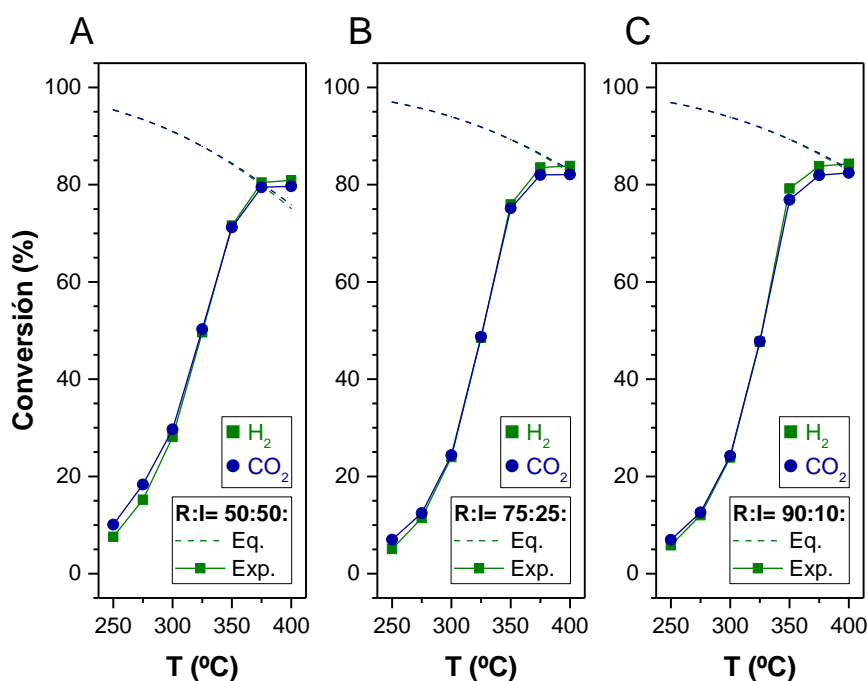 A
B
C
Conversión (%)
100
80
60
40
20
0
H2
CO2
R:I= 50:50:
Eq.
Exp.
250
300
350
400
T (ºC)
100
80
60
40
20
0
H2
CO2
R:I= 75:25:
Eq.
Exp.
250
300
350
400
T (ºC)
100
80
60
40
20
0
H2
CO2
R:I= 90:10:
Eq.
Exp.
250
300
350
400
T (ºC)